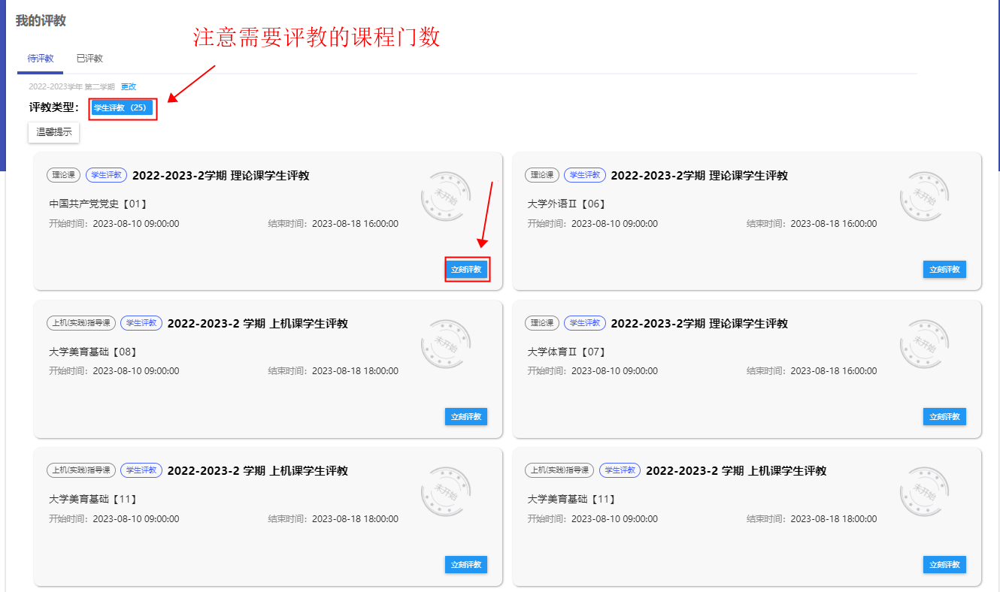 我的评教
注意需要评教的课程门数
待评教 已评教
2022-2023学年 第二学期 更改
评教类型: 学生评教 (25)
温馨提示
理论课 学生评教 2022-2023-2学期 理论课学生评教
未开始
中国共产党党史【01】
开始时间: 2023-08-10 09:00:00 结束时间: 2023-08-18 16:00:00
立刻评教
理论课 学生评教 2022-2023-2学期 理论课学生评教
未开始
大学外语Ⅱ【06】
开始时间: 2023-08-10 09:00:00 结束时间: 2023-08-18 16:00:00
立刻评教
上机(实践)指导课 学生评教 2022-2023-2 学期 上机课学生评教
未开始
大学美育基础【08】
开始时间: 2023-08-10 09:00:00 结束时间: 2023-08-18 18:00:00
立刻评教
理论课 学生评教 2022-2023-2学期 理论课学生评教
未开始
大学体育Ⅱ【07】
开始时间: 2023-08-10 09:00:00 结束时间: 2023-08-18 16:00:00
立刻评教
上机(实践)指导课 学生评教 2022-2023-2 学期 上机课学生评教
未开始
大学美育基础【11】
开始时间: 2023-08-10 09:00:00 结束时间: 2023-08-18 18:00:00
立刻评教
上机(实践)指导课 学生评教 2022-2023-2 学期 上机课学生评教
未开始
大学美育基础【11】
开始时间: 2023-08-10 09:00:00 结束时间: 2023-08-18 18:00:00
立刻评教